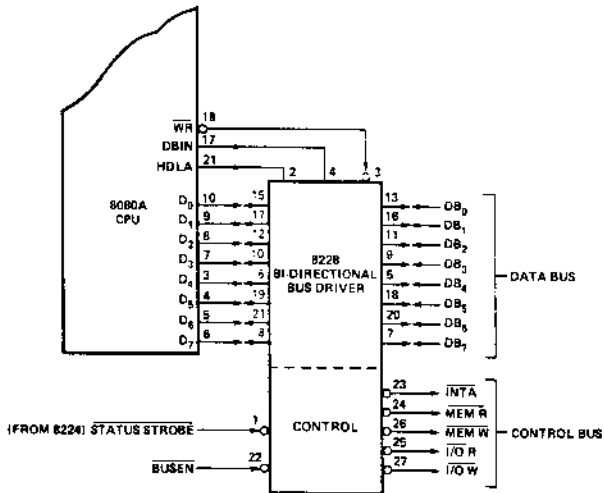 18
WR
17
DBIN
21
HDLA
2 4 3
8080A
CPU
D0 10 15 13 DB0
D1 9 17 16 DB1
D2 8 12 11 DB2
D3 7 10 9 DB3
D4 3 6 5 DB4
D5 4 19 18 DB5
D6 5 21 20 DB6
D7 6 8 7 DB7
8228
BI-DIRECTIONAL
BUS DRIVER
DATA BUS
CONTROL
23 INTA
24 MEM R
26 MEM W
25 I/O R
27 I/O W
CONTROL BUS
(FROM 8224) STATUS STROBE 1
BUSEN 22